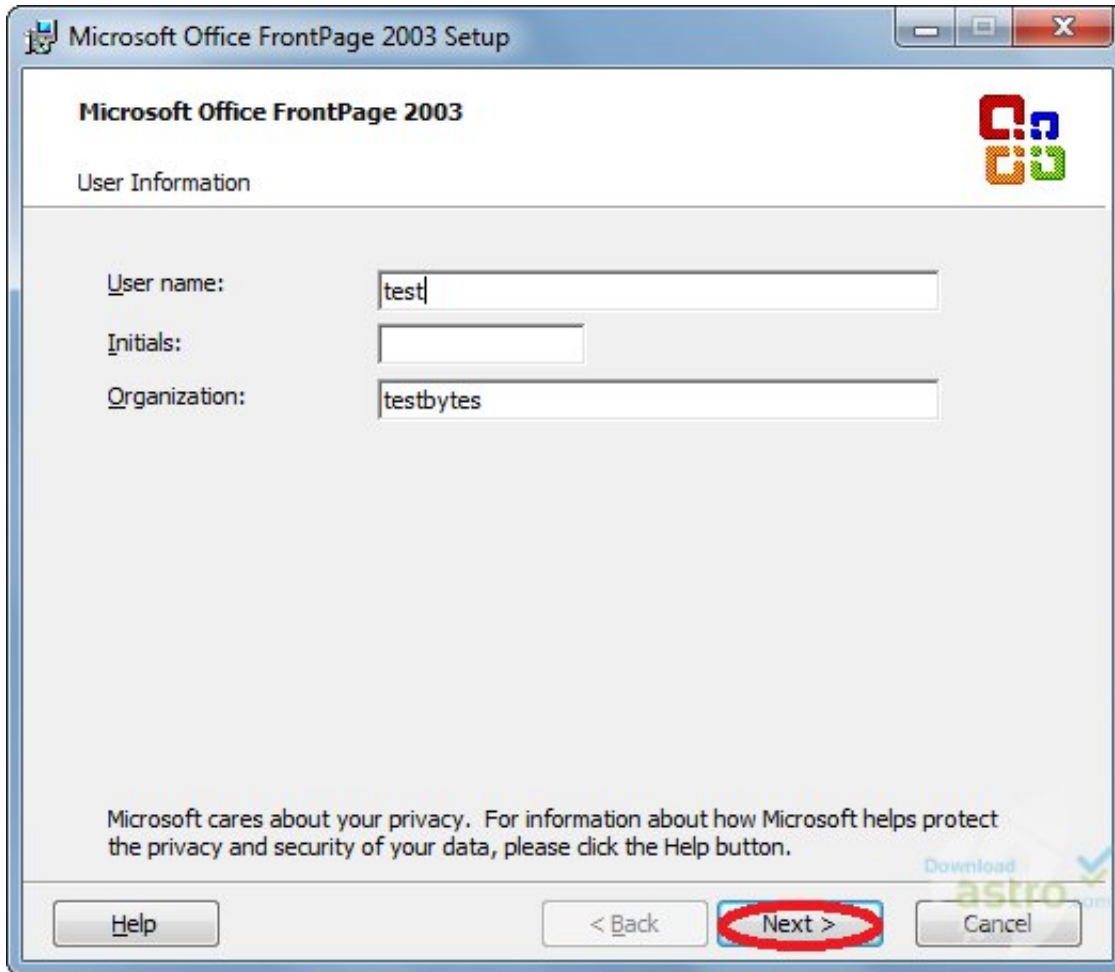 Microsoft Office FrontPage 2003 Setup
Microsoft Office FrontPage 2003
User Information
User name:
test
Initials:
Organization:
testbytes
Microsoft cares about your privacy. For information about how Microsoft helps protect
the privacy and security of your data, please click the Help button.
Download
astro.com
Help
< Back
Next >
Cancel